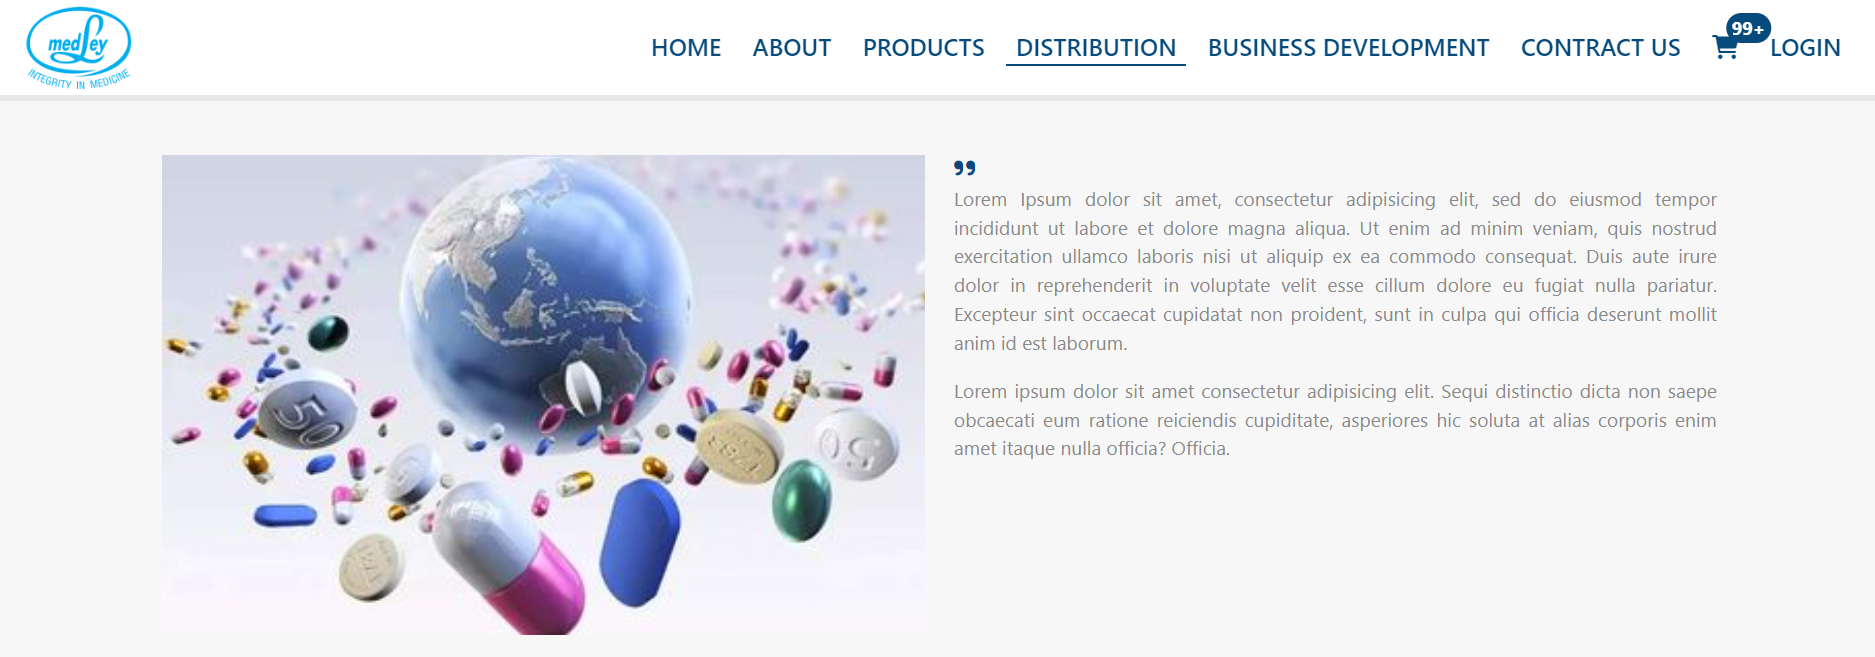 medley
INTEGRITY IN MEDICINE
HOME ABOUT PRODUCTS DISTRIBUTION BUSINESS DEVELOPMENT CONTRACT US 99+ LOGIN
”
Lorem Ipsum dolor sit amet, consectetur adipisicing elit, sed do eiusmod tempor
incididunt ut labore et dolore magna aliqua. Ut enim ad minim veniam, quis nostrud
exercitation ullamco laboris nisi ut aliquip ex ea commodo consequat. Duis aute irure
dolor in reprehenderit in voluptate velit esse cillum dolore eu fugiat nulla pariatur.
Excepteur sint occaecat cupidatat non proident, sunt in culpa qui officia deserunt mollit
anim id est laborum.
Lorem ipsum dolor sit amet consectetur adipisicing elit. Sequi distinctio dicta non saepe
obcaecati eum ratione reiciendis cupiditate, asperiores hic soluta at alias corporis enim
amet itaque nulla officia? Officia.
50